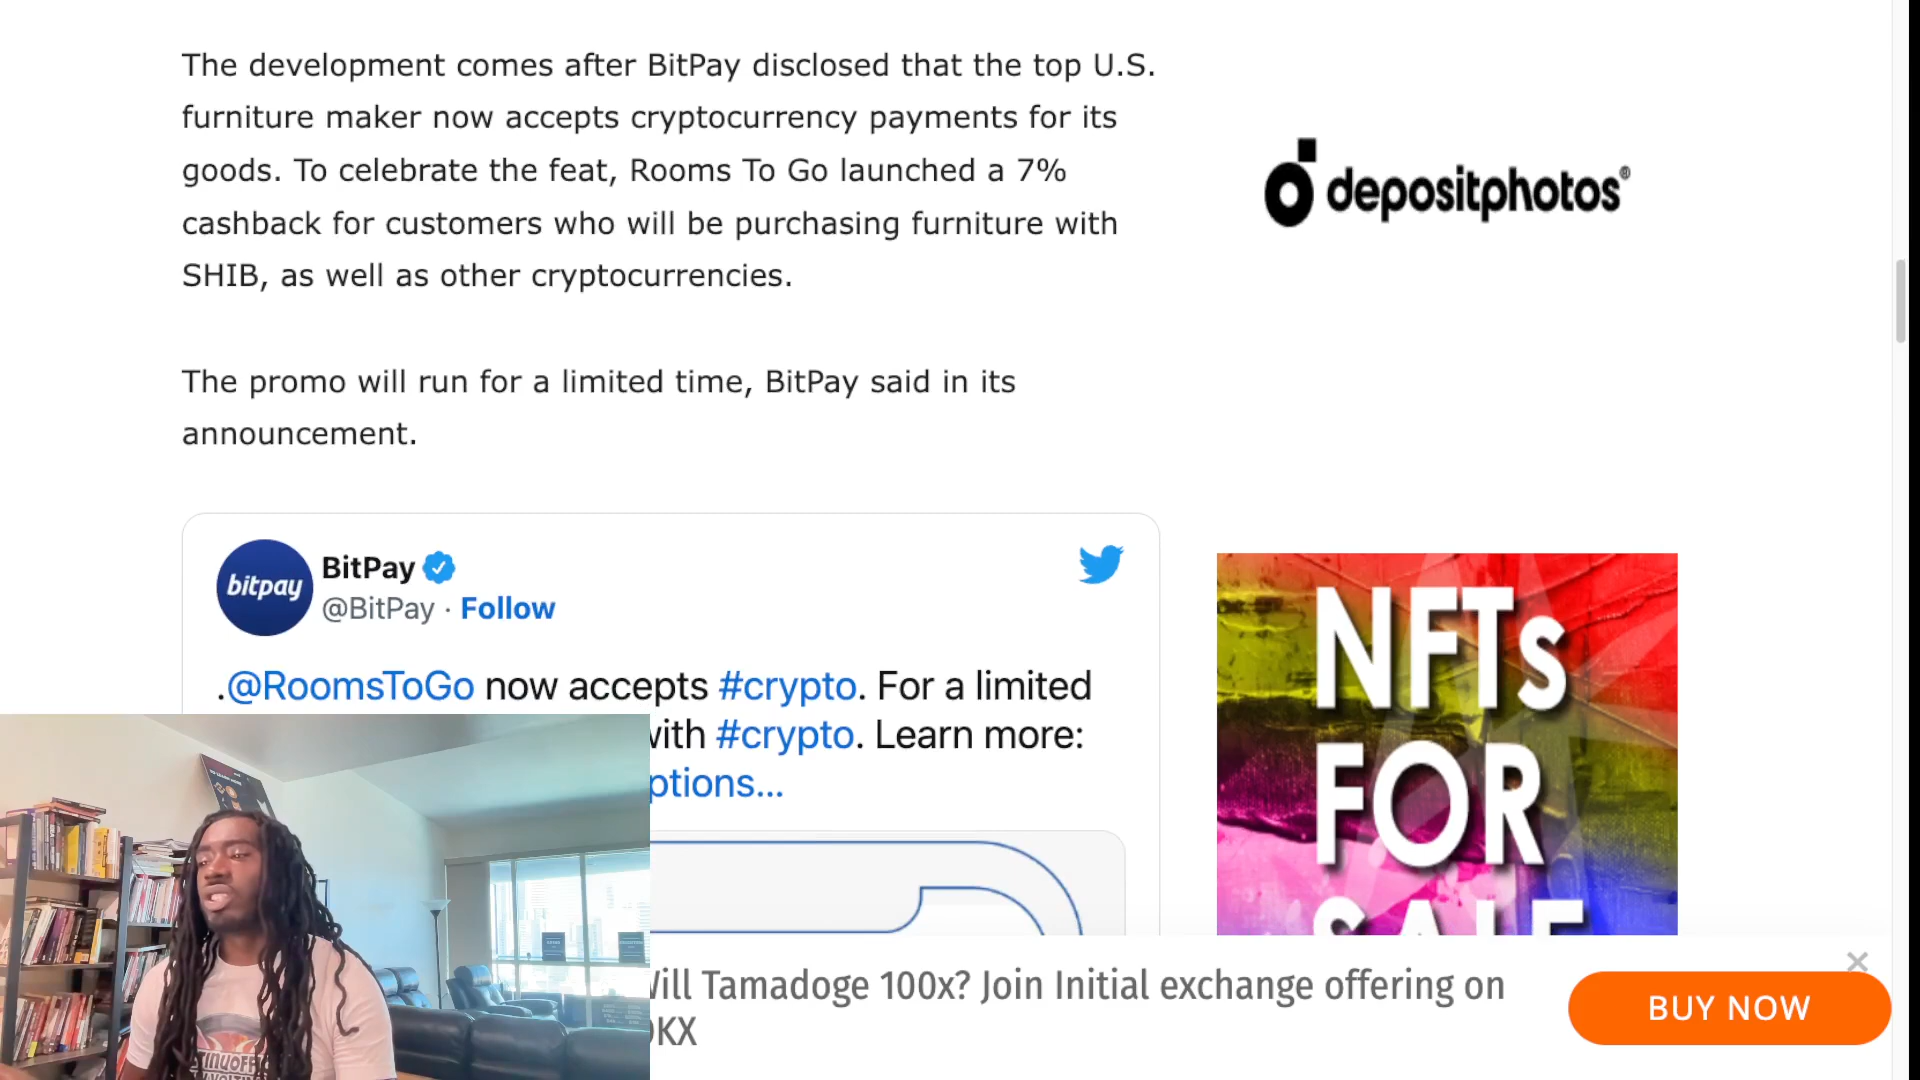 The development comes after BitPay disclosed that the top U.S.
furniture maker now accepts cryptocurrency payments for its
goods. To celebrate the feat, Rooms To Go launched a 7%
cashback for customers who will be purchasing furniture with
SHIB, as well as other cryptocurrencies.
The promo will run for a limited time, BitPay said in its
announcement.
depositphotos®
bitpay
BitPay
@BitPay · Follow
.@RoomsToGo now accepts #crypto. For a limited
with #crypto. Learn more:
ptions...
NFTs
FOR
SALE
Will Tamadoge 100x? Join Initial exchange offering on
OKX
BUY NOW